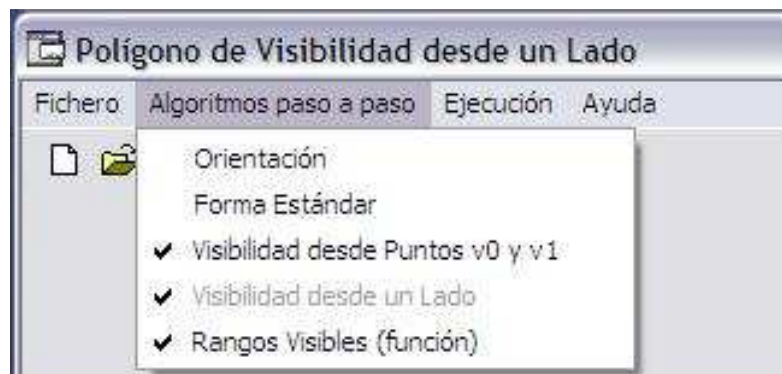 Polígono de Visibilidad desde un Lado
Fichero Algoritmos paso a paso Ejecución Ayuda
Orientación
Forma Estándar
Visibilidad desde Puntos v0 y v1
Visibilidad desde un Lado
Rangos Visibles (función)